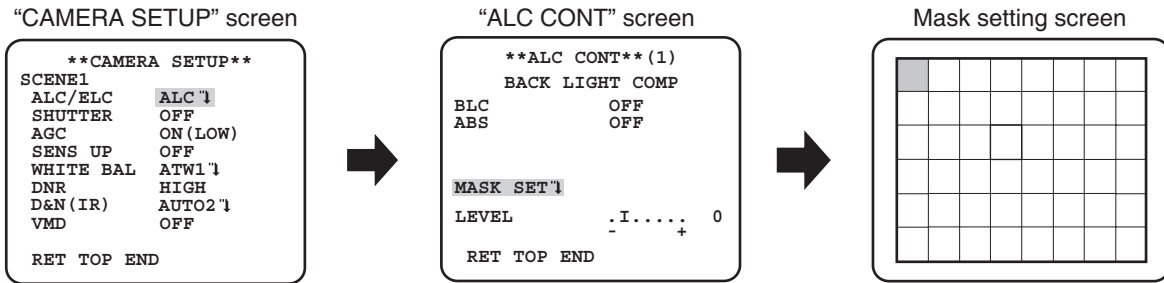 “CAMERA SETUP” screen
**CAMERA SETUP**
SCENE1
ALC/ELC ALC
SHUTTER OFF
AGC ON(LOW)
SENS UP OFF
WHITE BAL ATW1
DNR HIGH
D&N(IR) AUTO2
VMD OFF
RET TOP END
“ALC CONT” screen
**ALC CONT**(1)
BACK LIGHT COMP
BLC OFF
ABS OFF
MASK SET
LEVEL .I..... 0
- +
RET TOP END
Mask setting screen